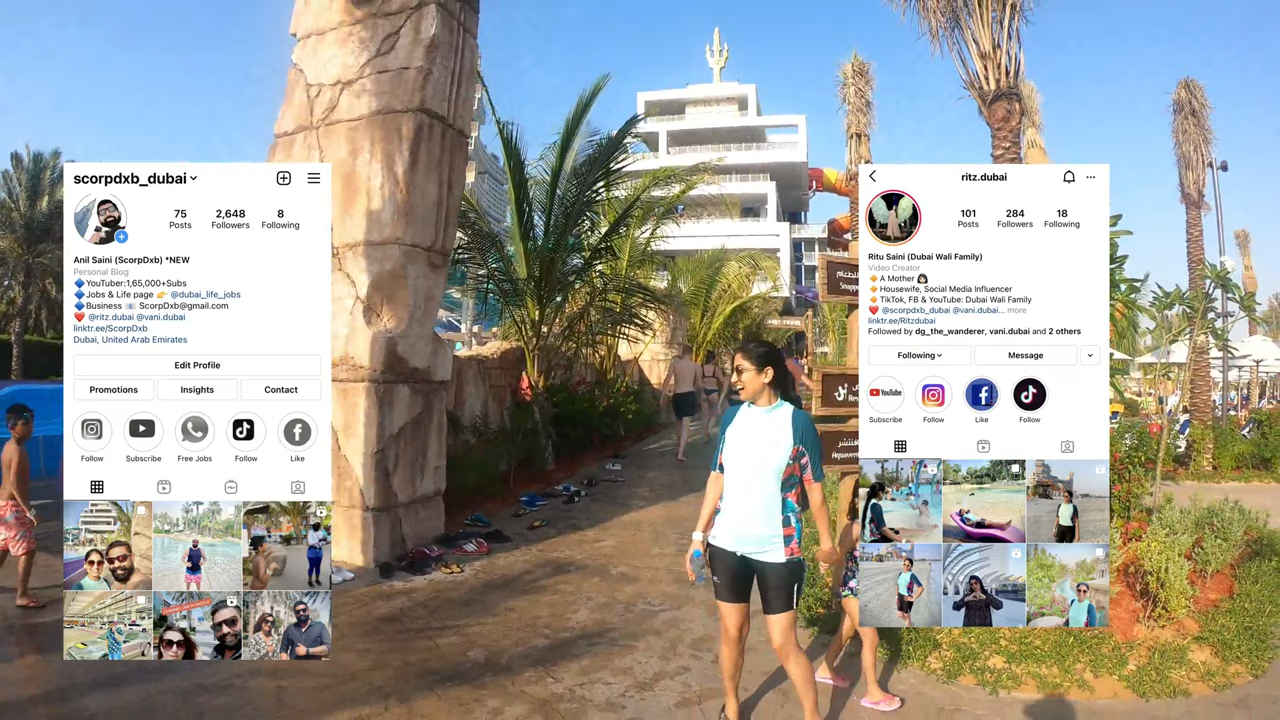 scorpdxb_dubai
75
2,648
8
Posts
Followers
Following
Anil Saini (ScorpDxb) *NEW
Personal Blog
🔷YouTuber:1,65,000+Subs
🔷Jobs & Life page 👉 @dubai_life_jobs
🔷Business 📧 ScorpDxb@gmail.com
❤️ @ritz.dubai @vani.dubai
linktr.ee/ScorpDxb
Dubai, United Arab Emirates
Edit Profile
Promotions
Insights
Contact
Follow
Subscribe
Free Jobs
Follow
Like
ritz.dubai
101
284
18
Posts
Followers
Following
Ritu Saini (Dubai Wali Family)
Video Creator
🔸A Mother 👩🏻
🔸Housewife, Social Media Influencer
🔸TikTok, FB & YouTube: Dubai Wali Family
❤️ @scorpdxb_dubai @vani.dubai... more
linktr.ee/Ritzdubai
Followed by dg_the_wanderer, vani.dubai and 2 others
Following
Message
YouTube
Subscribe
Follow
Like
Follow